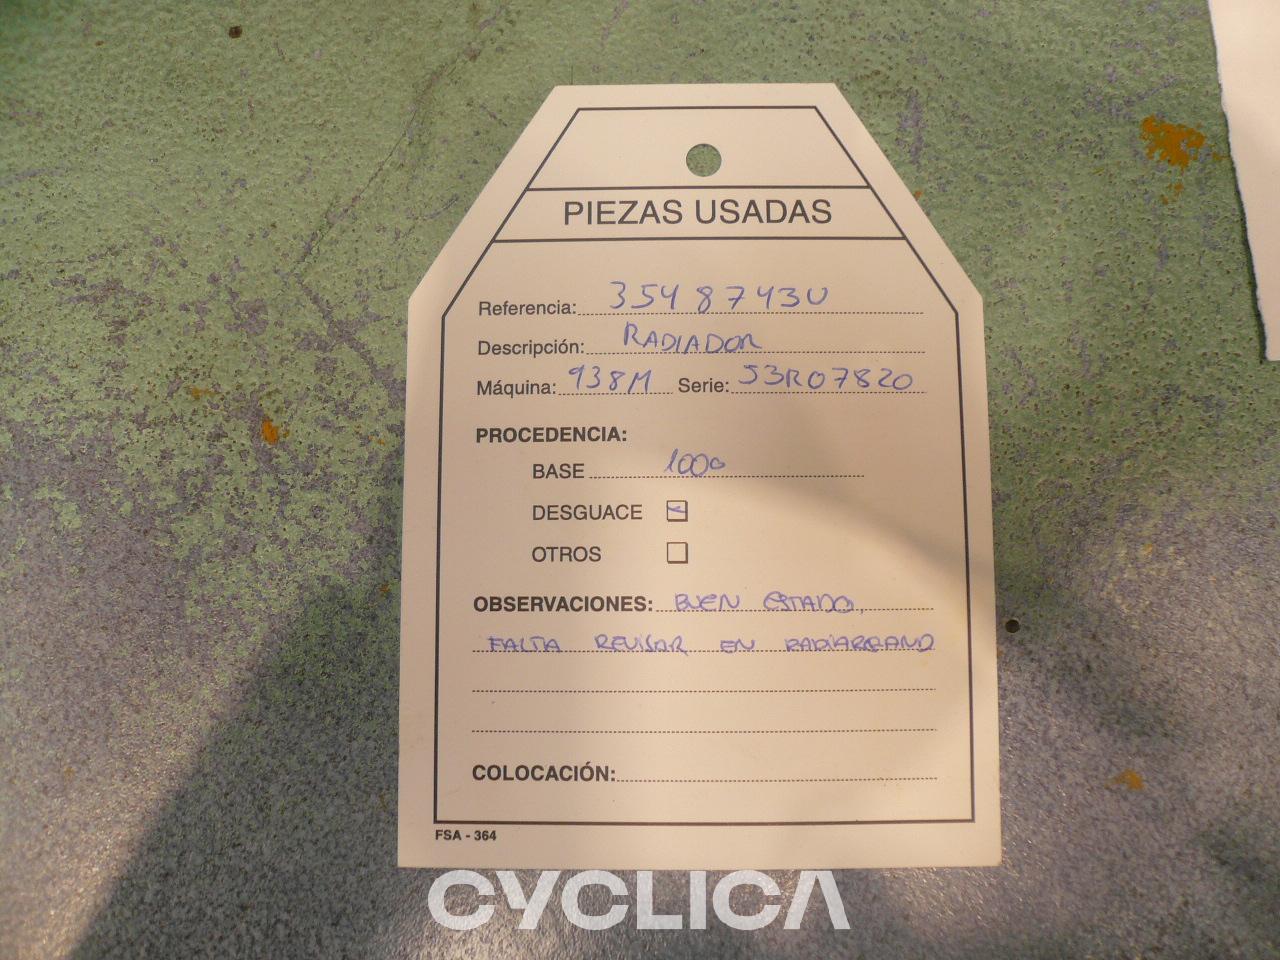 PIEZAS USADAS
Referencia: 3548743U
Descripción: RADIADOR
Máquina: 938M Serie: J3R07820
PROCEDENCIA:
BASE 1000
DESGUACE
OTROS
OBSERVACIONES: BUEN ESTADO,
FALTA REVISAR EN RADIARBAND
COLOCACIÓN:
FSA - 364
CYCLICA